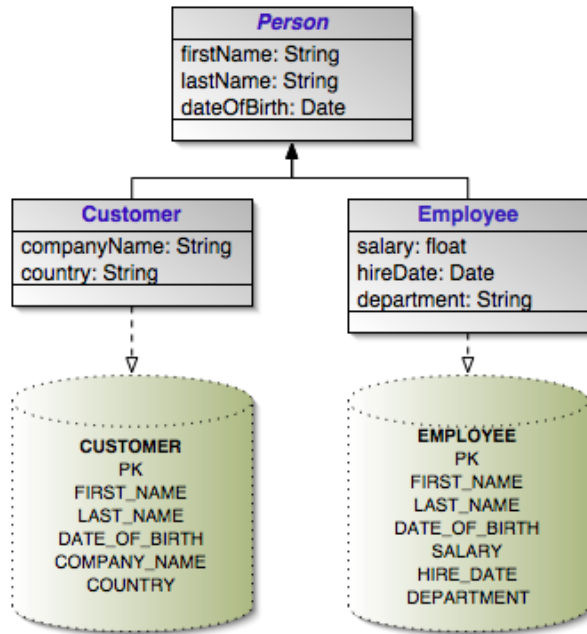 Person
firstName: String
lastName: String
dateOfBirth: Date
Customer
companyName: String
country: String
Employee
salary: float
hireDate: Date
department: String
CUSTOMER
PK
FIRST_NAME
LAST_NAME
DATE_OF_BIRTH
COMPANY_NAME
COUNTRY
EMPLOYEE
PK
FIRST_NAME
LAST_NAME
DATE_OF_BIRTH
SALARY
HIRE_DATE
DEPARTMENT